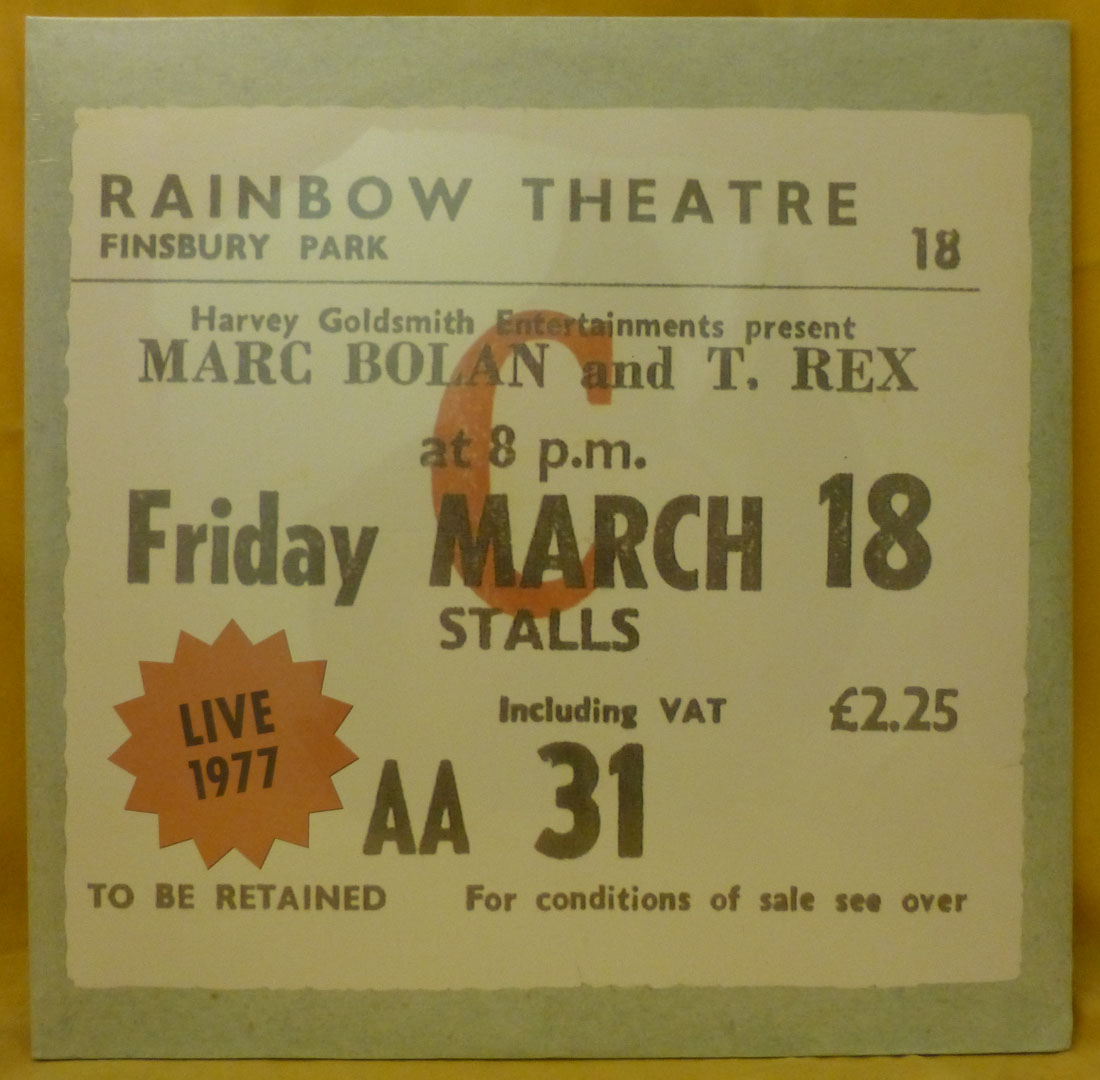 RAINBOW THEATRE
FINSBURY PARK
18
Harvey Goldsmith Entertainments present
MARC BOLAN and T. REX
C
at 8 p.m.
Friday MARCH 18
STALLS
LIVE
1977
Including VAT £2.25
AA 31
TO BE RETAINED For conditions of sale see over